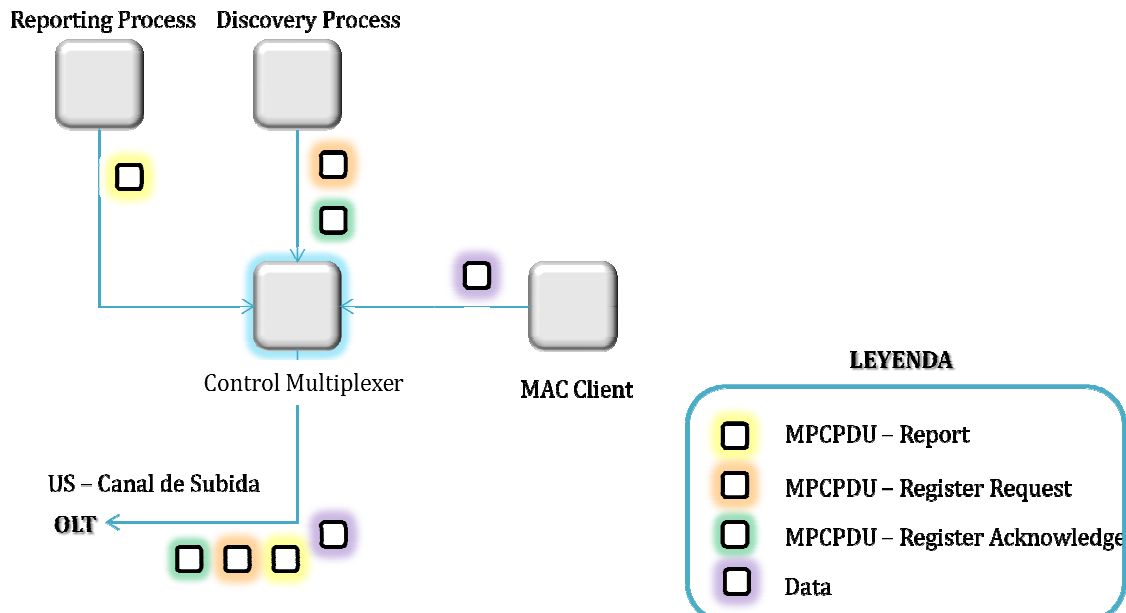 Reporting Process
Discovery Process
Control Multiplexer
MAC Client
US – Canal de Subida
OLT
LEYENDA
MPCPDU – Report
MPCPDU – Register Request
MPCPDU – Register Acknowledge
Data